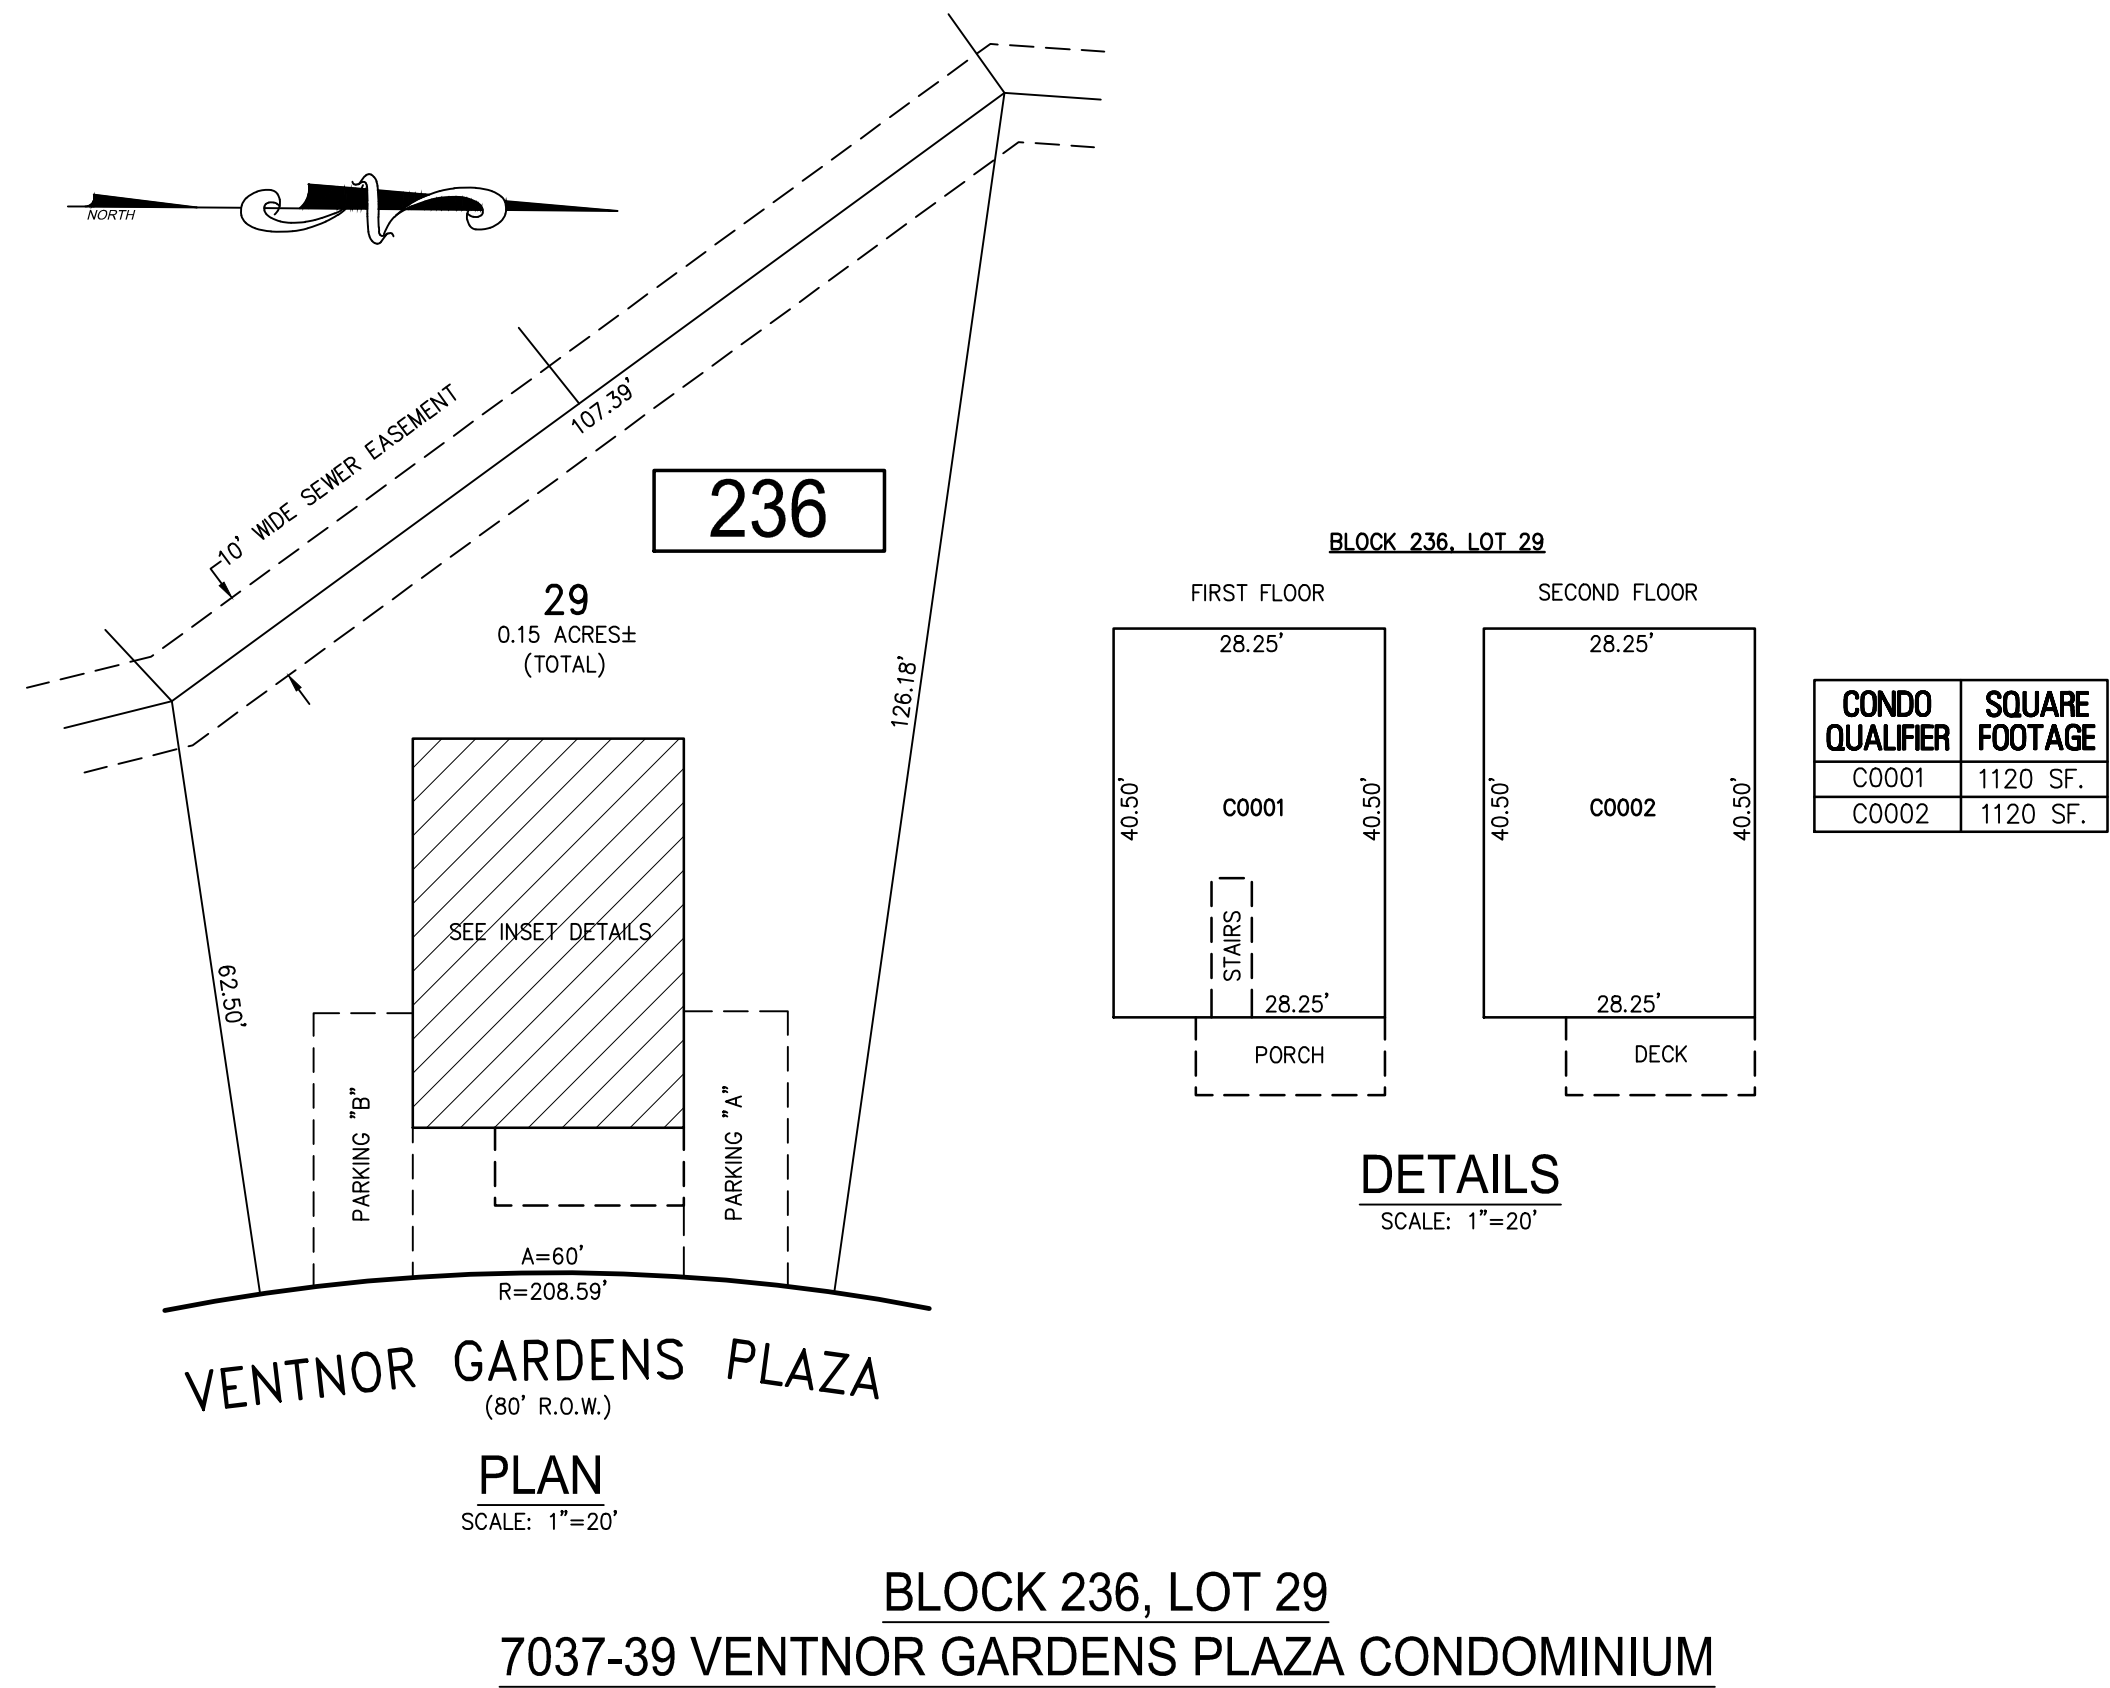 NORTH
10' WIDE SEWER EASEMENT
107.39'
236
29
0.15 ACRES±
(TOTAL)
126.18'
62.50'
SEE INSET DETAILS
PARKING "B"
PARKING "A"
A=60'
R=208.59'
VENTNOR GARDENS PLAZA
(80' R.O.W.)
PLAN
SCALE: 1"=20'
BLOCK 236, LOT 29
FIRST FLOOR
28.25'
40.50'
C0001
40.50'
STAIRS
28.25'
PORCH
SECOND FLOOR
28.25'
40.50'
C0002
40.50'
28.25'
DECK
DETAILS
SCALE: 1"=20'
CONDO QUALIFIER SQUARE FOOTAGE
C0001 1120 SF.
C0002 1120 SF.
BLOCK 236, LOT 29
7037-39 VENTNOR GARDENS PLAZA CONDOMINIUM